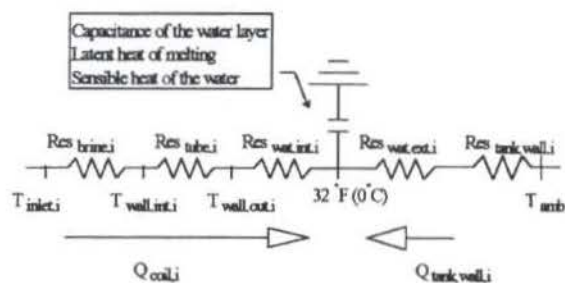 Capacitance of the water layer
Latent heat of melting
Sensible heat of the water
Res brine,i Res tube,i Res wat.int,i Res wat.ext,i Res tank,wall,i
T inlet,i T wall,int,i T wall,out,i 32 °F (0°C) T amb
Q coil,i Q tank,wall,i